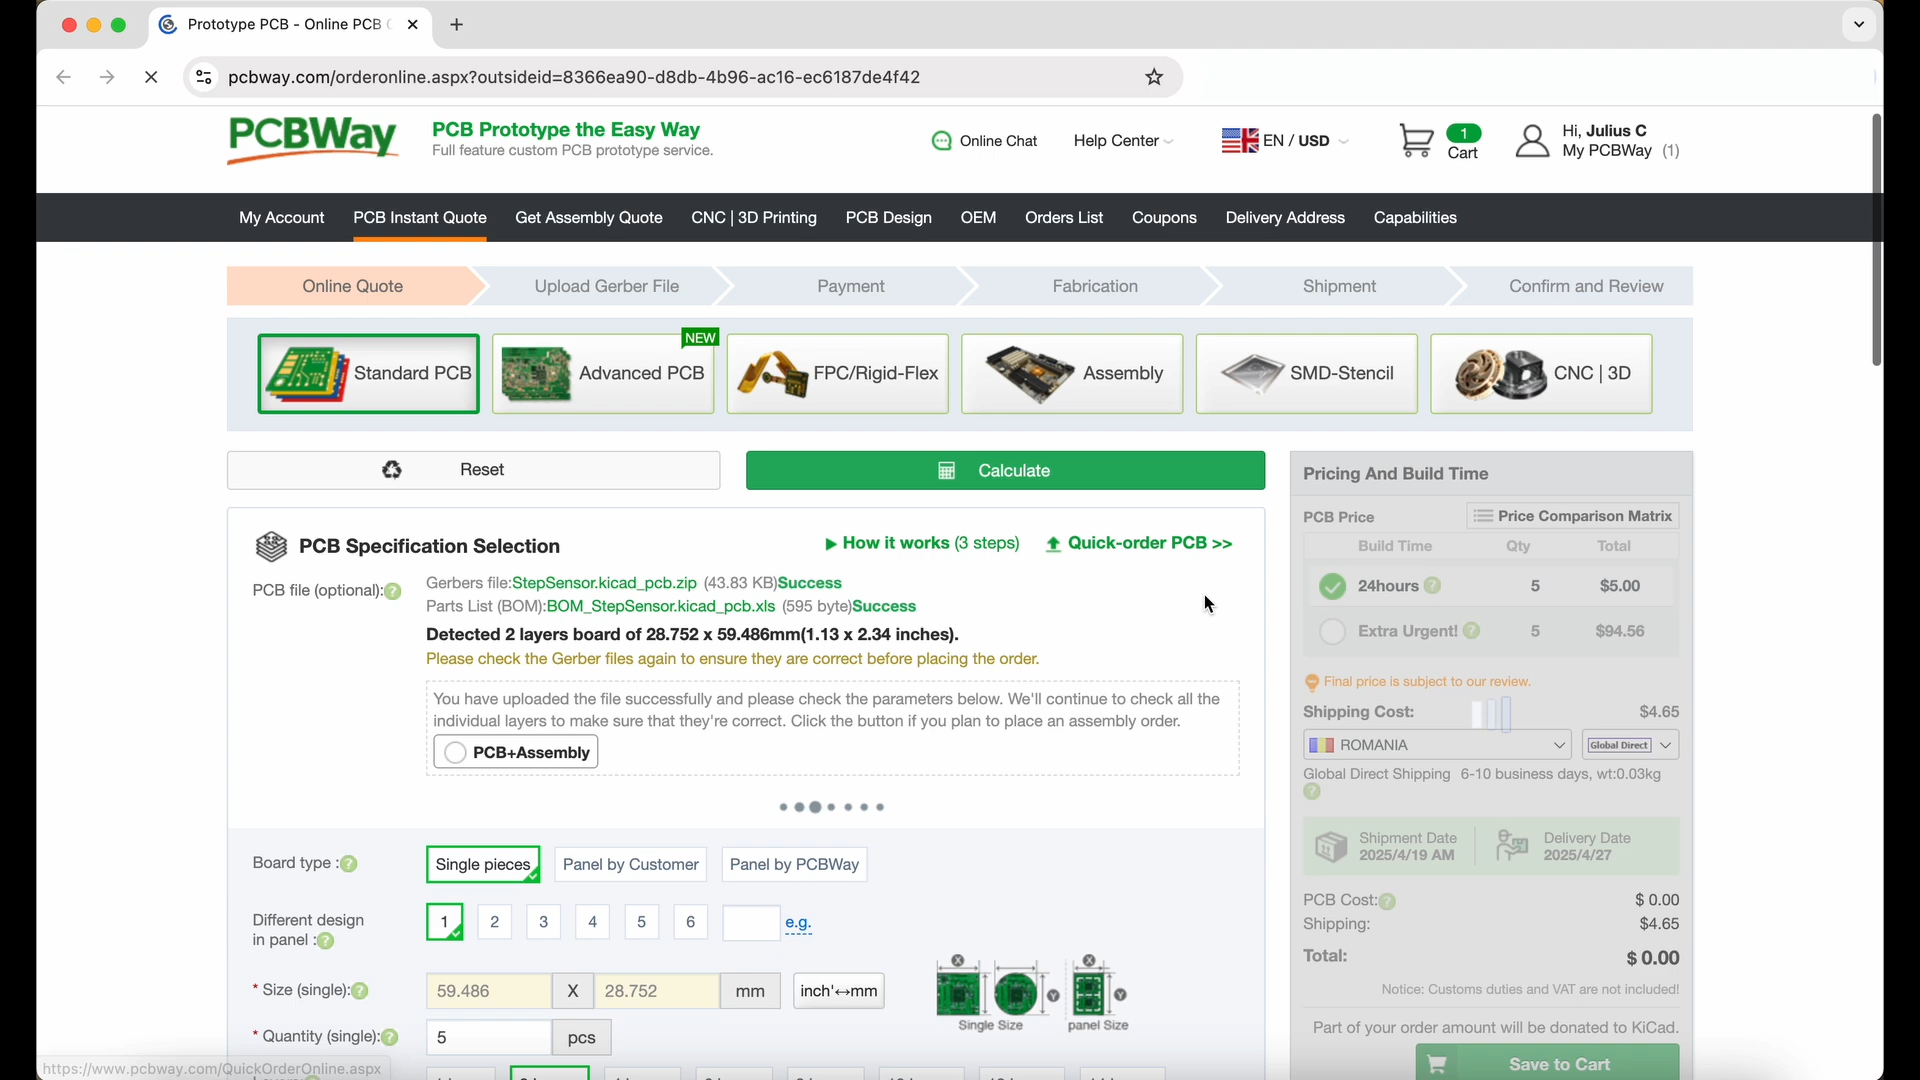 Prototype PCB - Online PCB
pcbway.com/orderonline.aspx?outsideid=8366ea90-d8db-4b96-ac16-ec6187de4f42
PCBWay
PCB Prototype the Easy Way
Full feature custom PCB prototype service.
Online Chat
Help Center
EN / USD
1
Cart
Hi, Julius C
My PCBWay (1)
My Account
PCB Instant Quote
Get Assembly Quote
CNC | 3D Printing
PCB Design
OEM
Orders List
Coupons
Delivery Address
Capabilities
Online Quote
Upload Gerber File
Payment
Fabrication
Shipment
Confirm and Review
Standard PCB
NEW
Advanced PCB
FPC/Rigid-Flex
Assembly
SMD-Stencil
CNC | 3D
Reset
Calculate
PCB Specification Selection
How it works (3 steps)
Quick-order PCB >>
PCB file (optional):?
Gerbers file:StepSensor.kicad_pcb.zip (43.83 KB)Success
Parts List (BOM):BOM_StepSensor.kicad_pcb.xls (595 byte)Success
Detected 2 layers board of 28.752 x 59.486mm(1.13 x 2.34 inches).
Please check the Gerber files again to ensure they are correct before placing the order.
You have uploaded the file successfully and please check the parameters below. We'll continue to check all the
individual layers to make sure that they're correct. Click the button if you plan to place an assembly order.
PCB+Assembly
Board type :?
Single pieces
Panel by Customer
Panel by PCBWay
Different design
in panel :?
1
2
3
4
5
6
e.g.
* Size (single):?
59.486
X
28.752
mm
inch'↔mm
X
Y
X
Y
Single Size
panel Size
* Quantity (single):?
5
pcs
https://www.pcbway.com/QuickOrderOnline.aspx
Pricing And Build Time
PCB Price
Price Comparison Matrix
Build Time
Qty
Total
24hours ?
5
$5.00
Extra Urgent! ?
5
$94.56
Final price is subject to our review.
Shipping Cost:
$4.65
ROMANIA
Global Direct
Global Direct Shipping 6-10 business days, wt:0.03kg
?
Shipment Date
2025/4/19 AM
Delivery Date
2025/4/27
PCB Cost:?
$ 0.00
Shipping:
$4.65
Total:
$ 0.00
Notice: Customs duties and VAT are not included!
Part of your order amount will be donated to KiCad.
Save to Cart